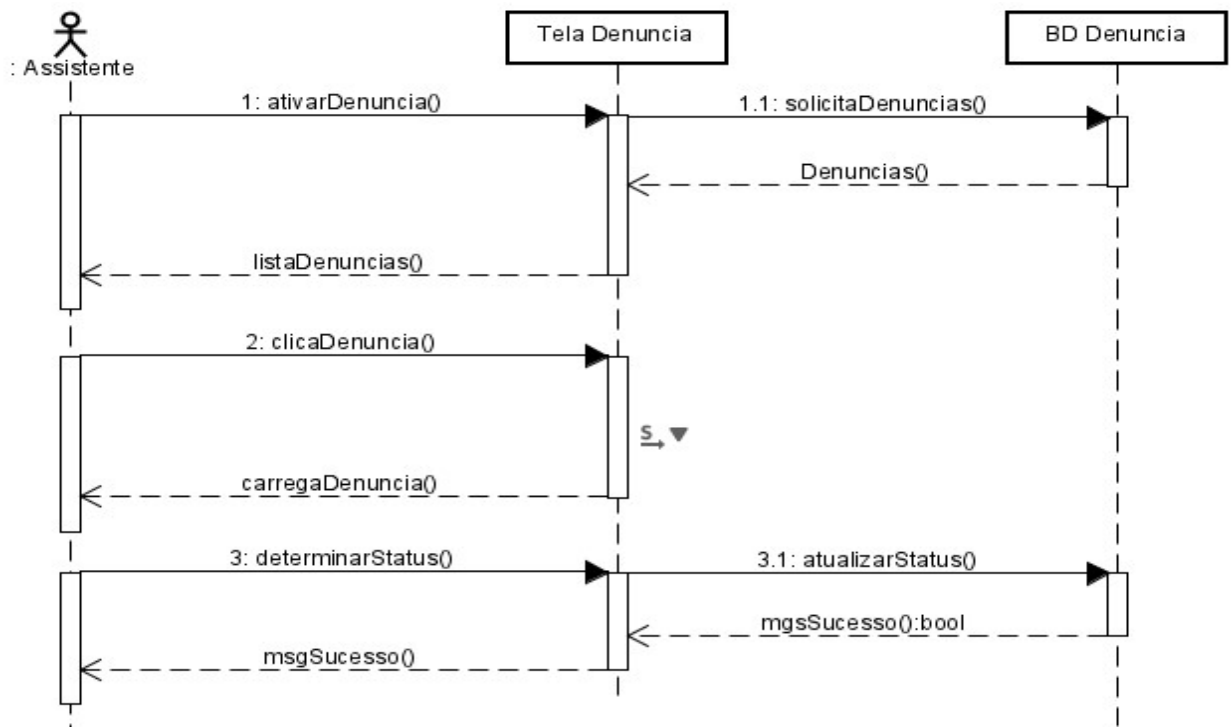 Tela Denuncia
BD Denuncia
: Assistente
1: ativarDenuncia()
1.1: solicitaDenuncias()
Denuncias()
listaDenuncias()
2: clicaDenuncia()
S
carregaDenuncia()
3: determinarStatus()
3.1: atualizarStatus()
mgsSucesso():bool
msgSucesso()